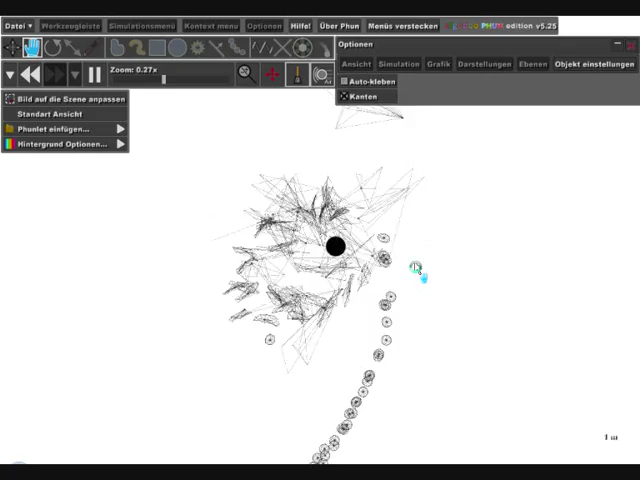 Datei Werkzeugleiste Simulationsmenü Kontext menu Optionen Hilfe! Über Phun Menüs verstecken PHUN edition v5.25
Optionen
Ansicht Simulation Grafik Darstellungen Ebenen Objekt einstellungen
Zoom: 0.27x
Auto-kleben
Kanten
Bild auf die Szene anpassen
Standart Ansicht
Phunlet einfügen...
Hintergrund Optionen...
1 m